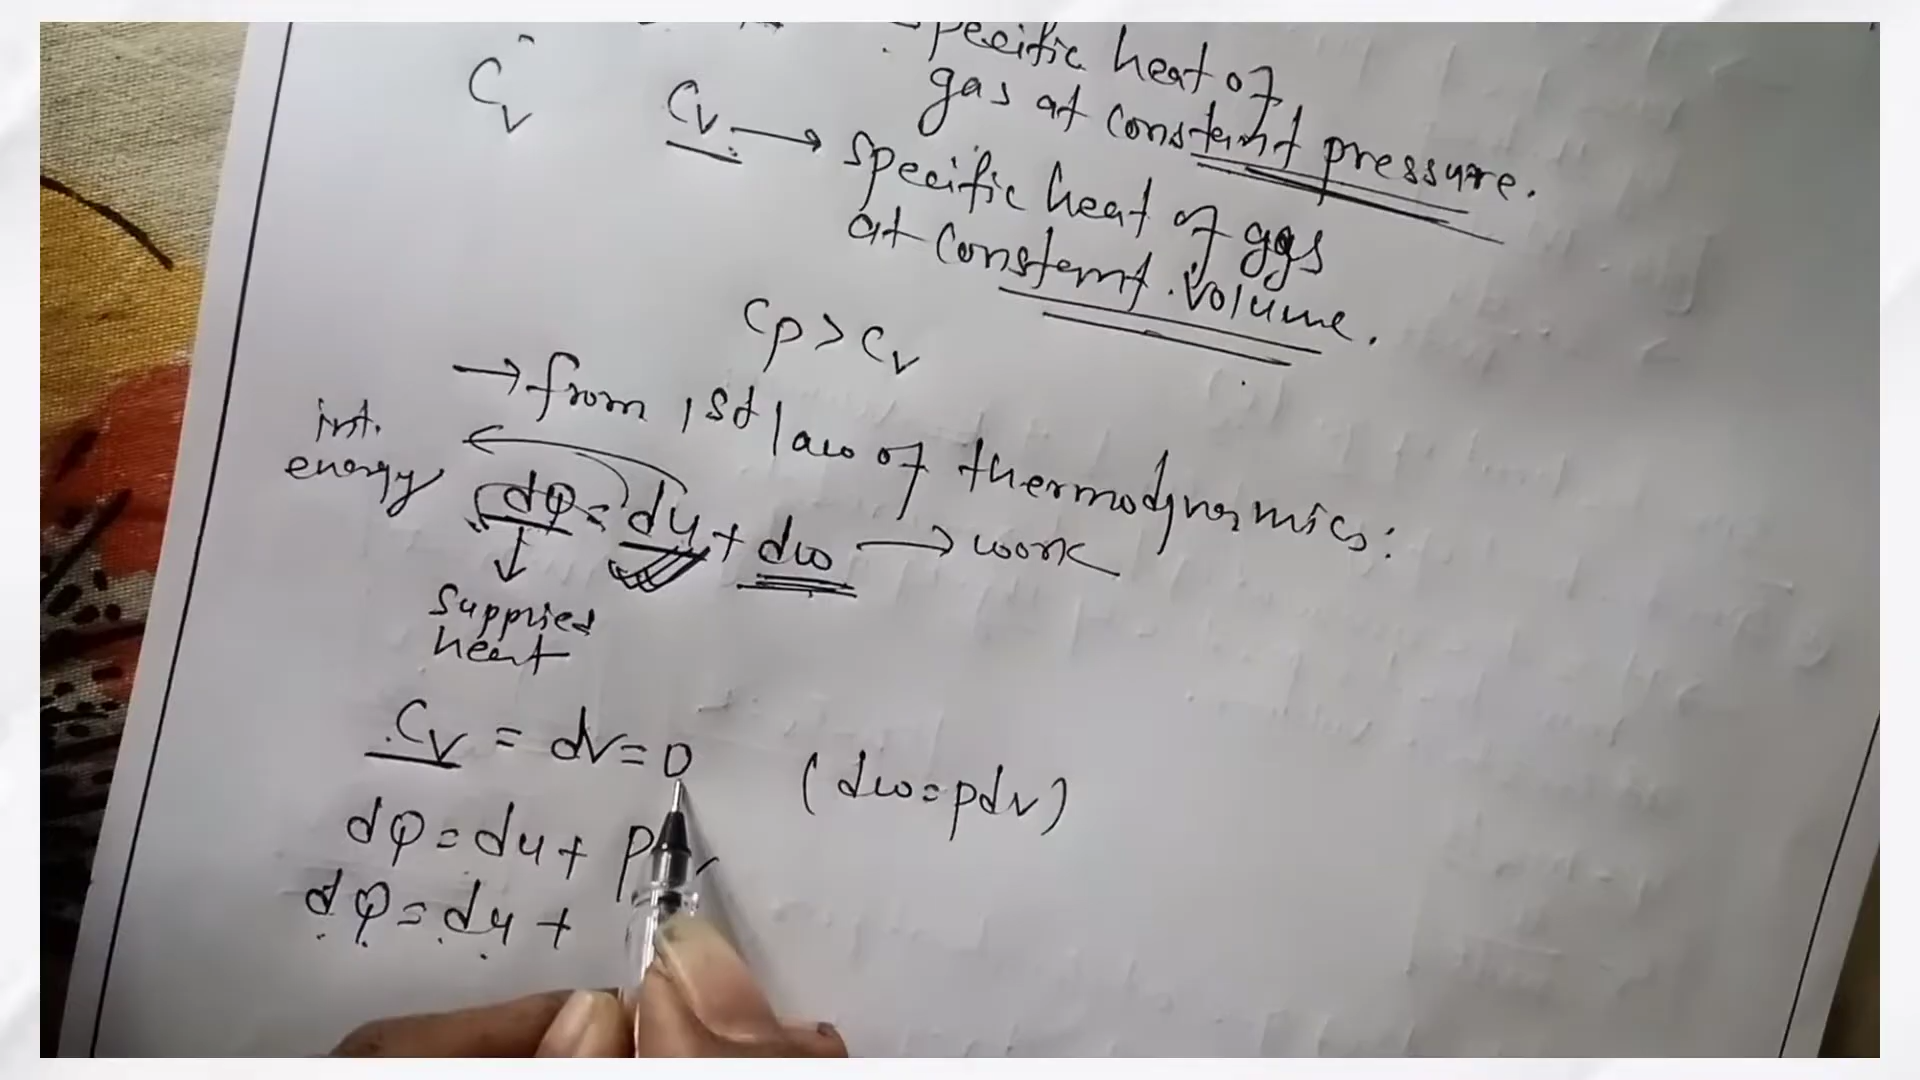 specific heat of
gas at constant pressure.
Cv Cv → specific heat of gas
at constant volume.
Cp > Cv
→ from 1st law of thermodynamics:
int.
energy
dQ = du + dw → work
supplied
heat
Cv = dv = 0 (dw = pdv)
dQ = du + p
dQ = du +